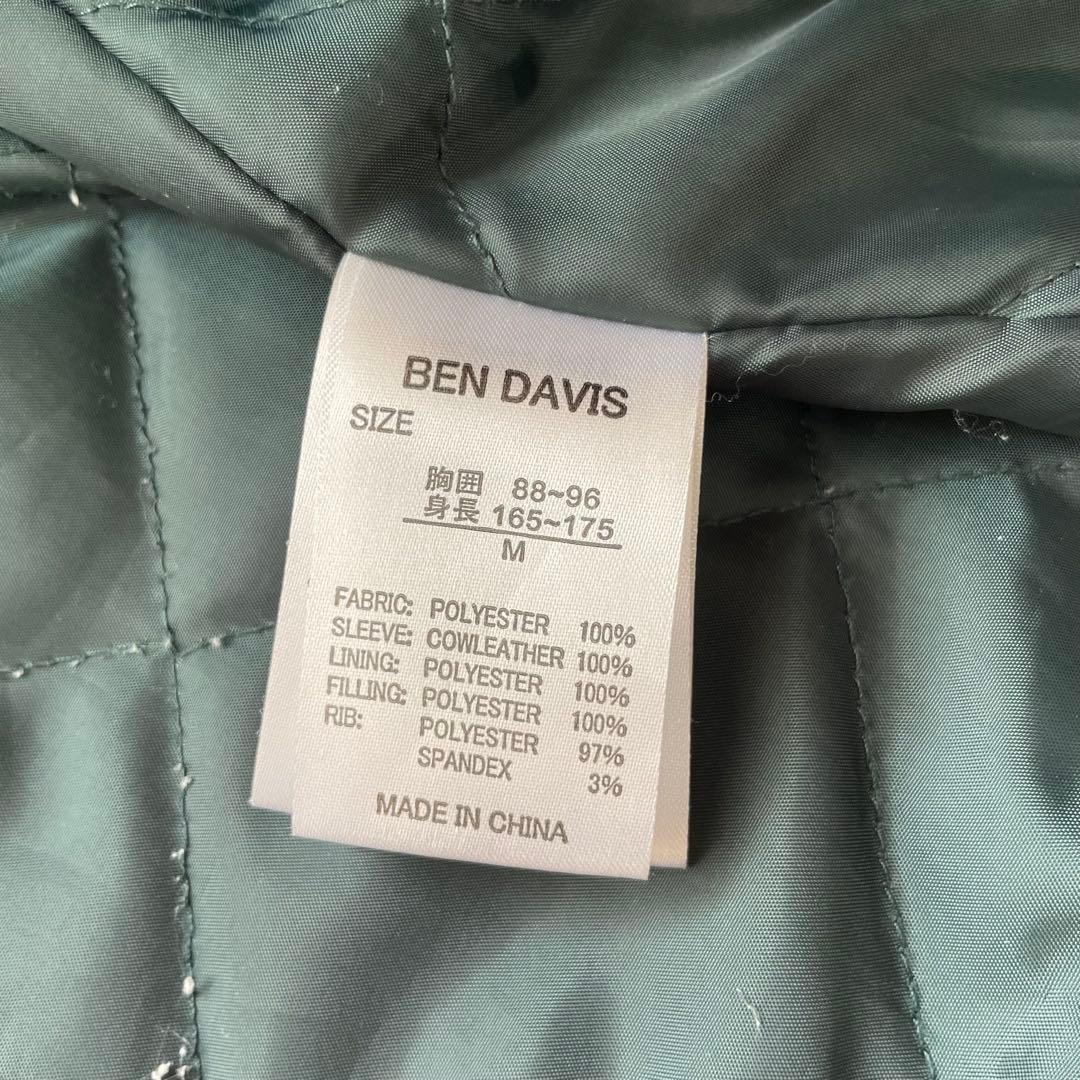 BEN DAVIS
SIZE
胸囲 88~96
身長 165~175
M
FABRIC: POLYESTER 100%
SLEEVE: COWLEATHER 100%
LINING: POLYESTER 100%
FILLING: POLYESTER 100%
RIB: POLYESTER 97%
SPANDEX 3%
MADE IN CHINA